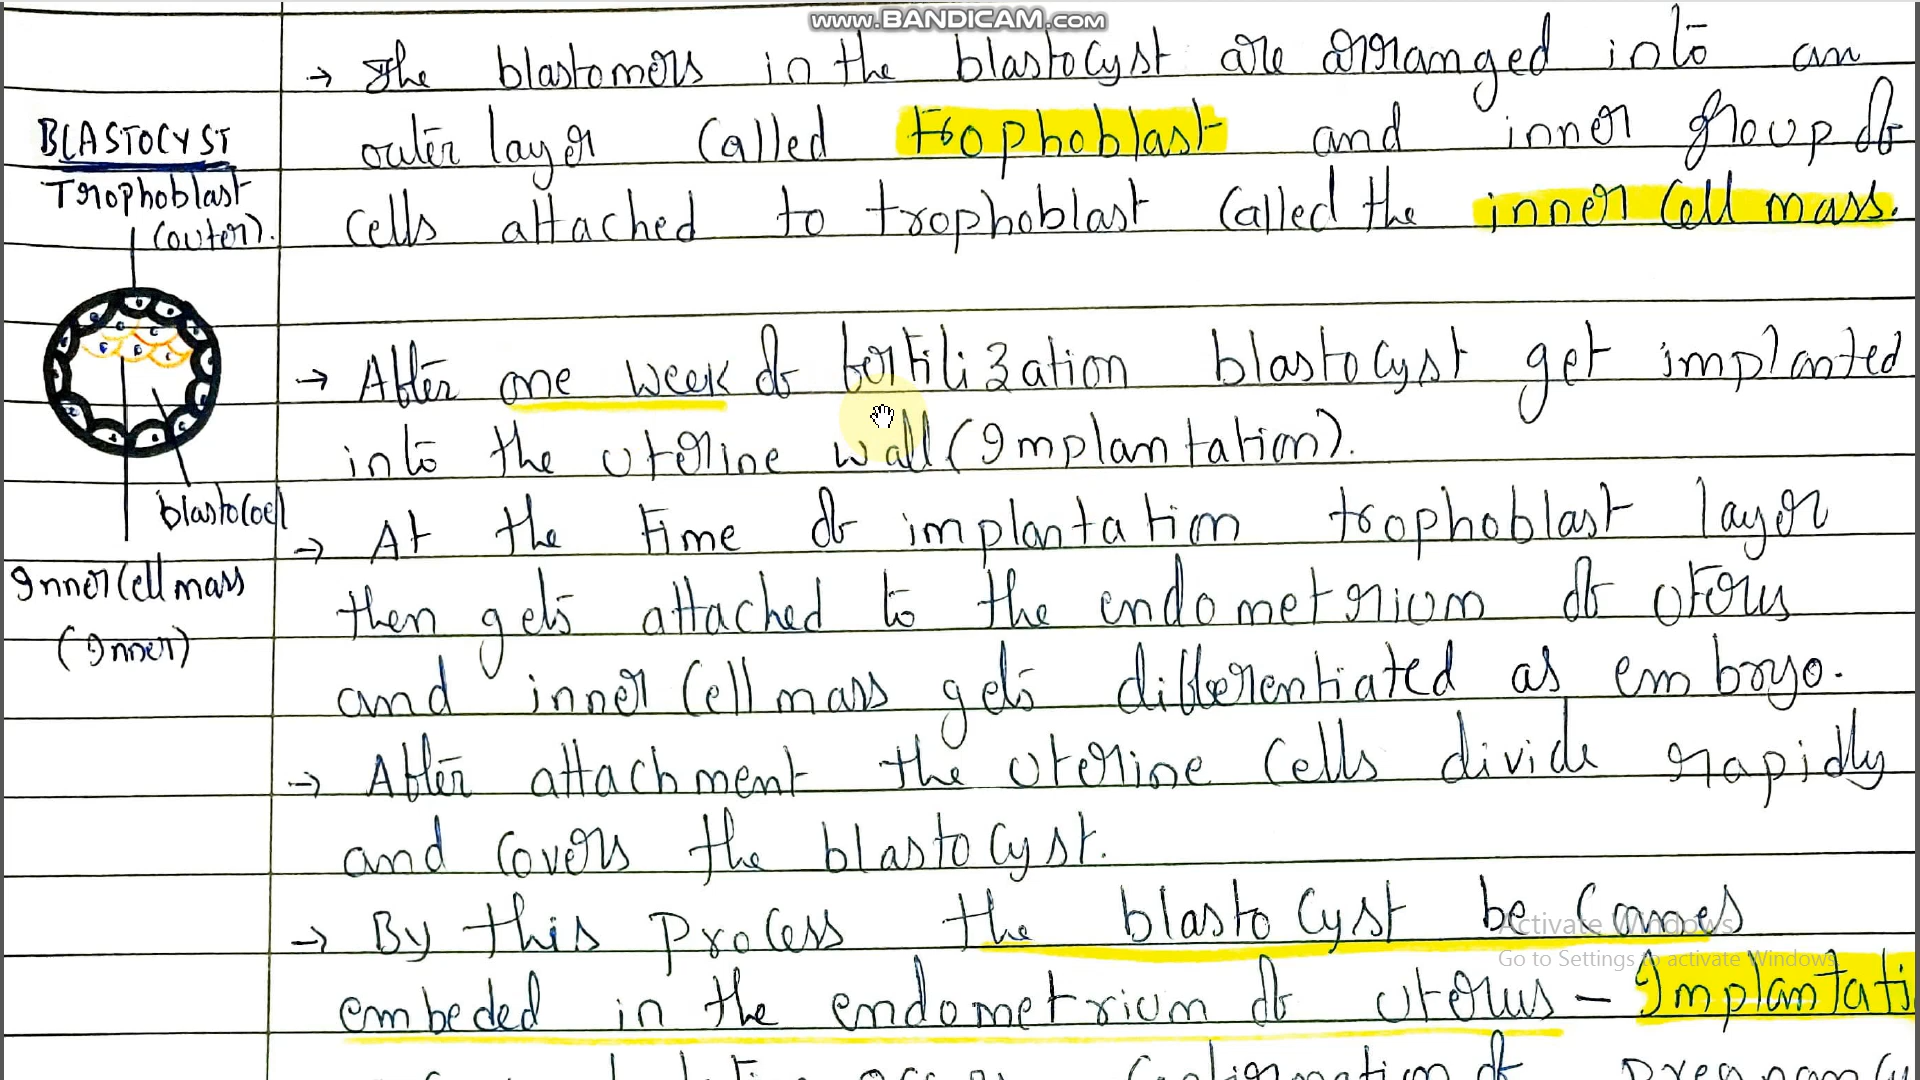 www.BANDICAM.com
→ The blastomers in the blastocyst are arranged into an
outer layer called trophoblast and inner group of
cells attached to trophoblast called the inner cell mass.
BLASTOCYST
Trophoblast
(outer).
blastocoel
Inner cell mass
(Inner)
→ After one week of fertilization blastocyst get implanted
into the uterine wall (Implantation).
→ At the time of implantation trophoblast layer
then gets attached to the endometrium of uterus
and inner cell mass gets differentiated as embryo.
→ After attachment the uterine cells divide rapidly
and covers the blastocyst.
→ By this process the blastocyst becomes
embeded in the endometrium of uterus – Implantati
Activate Windows
Go to Settings to activate Windows.